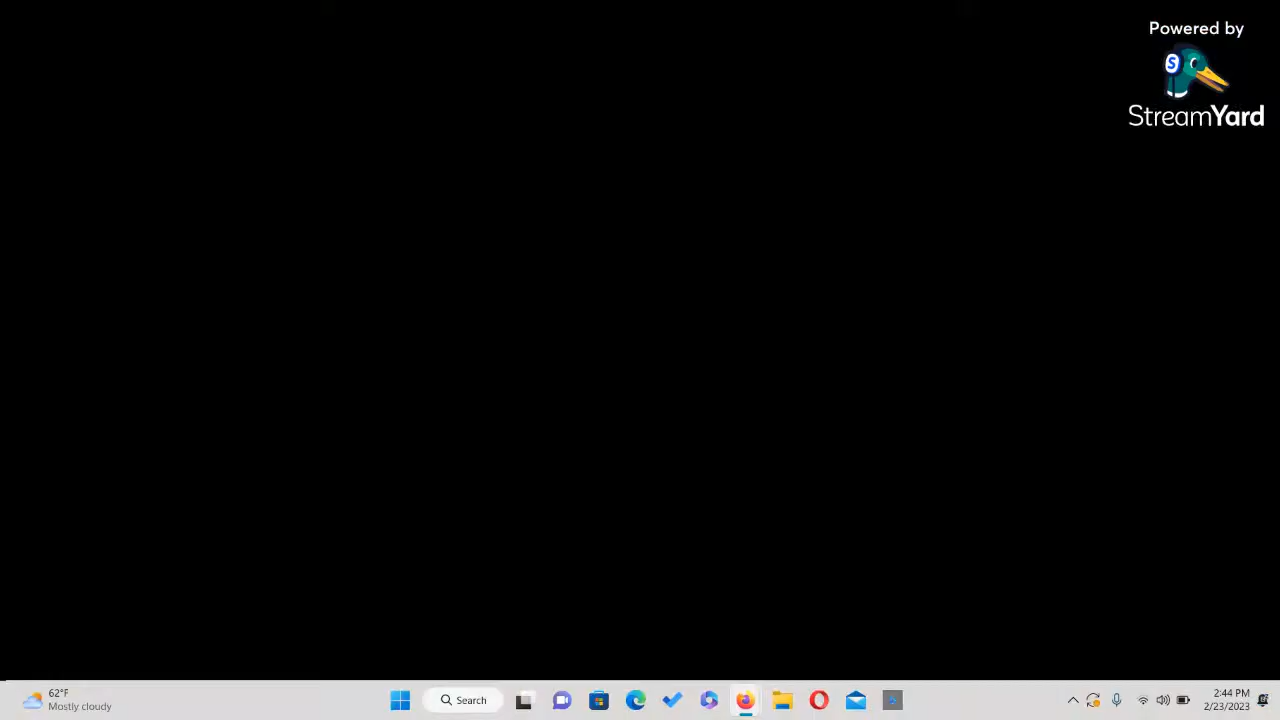 Powered by
S
StreamYard
62°F
Mostly cloudy
Search
2:44 PM
2/23/2023